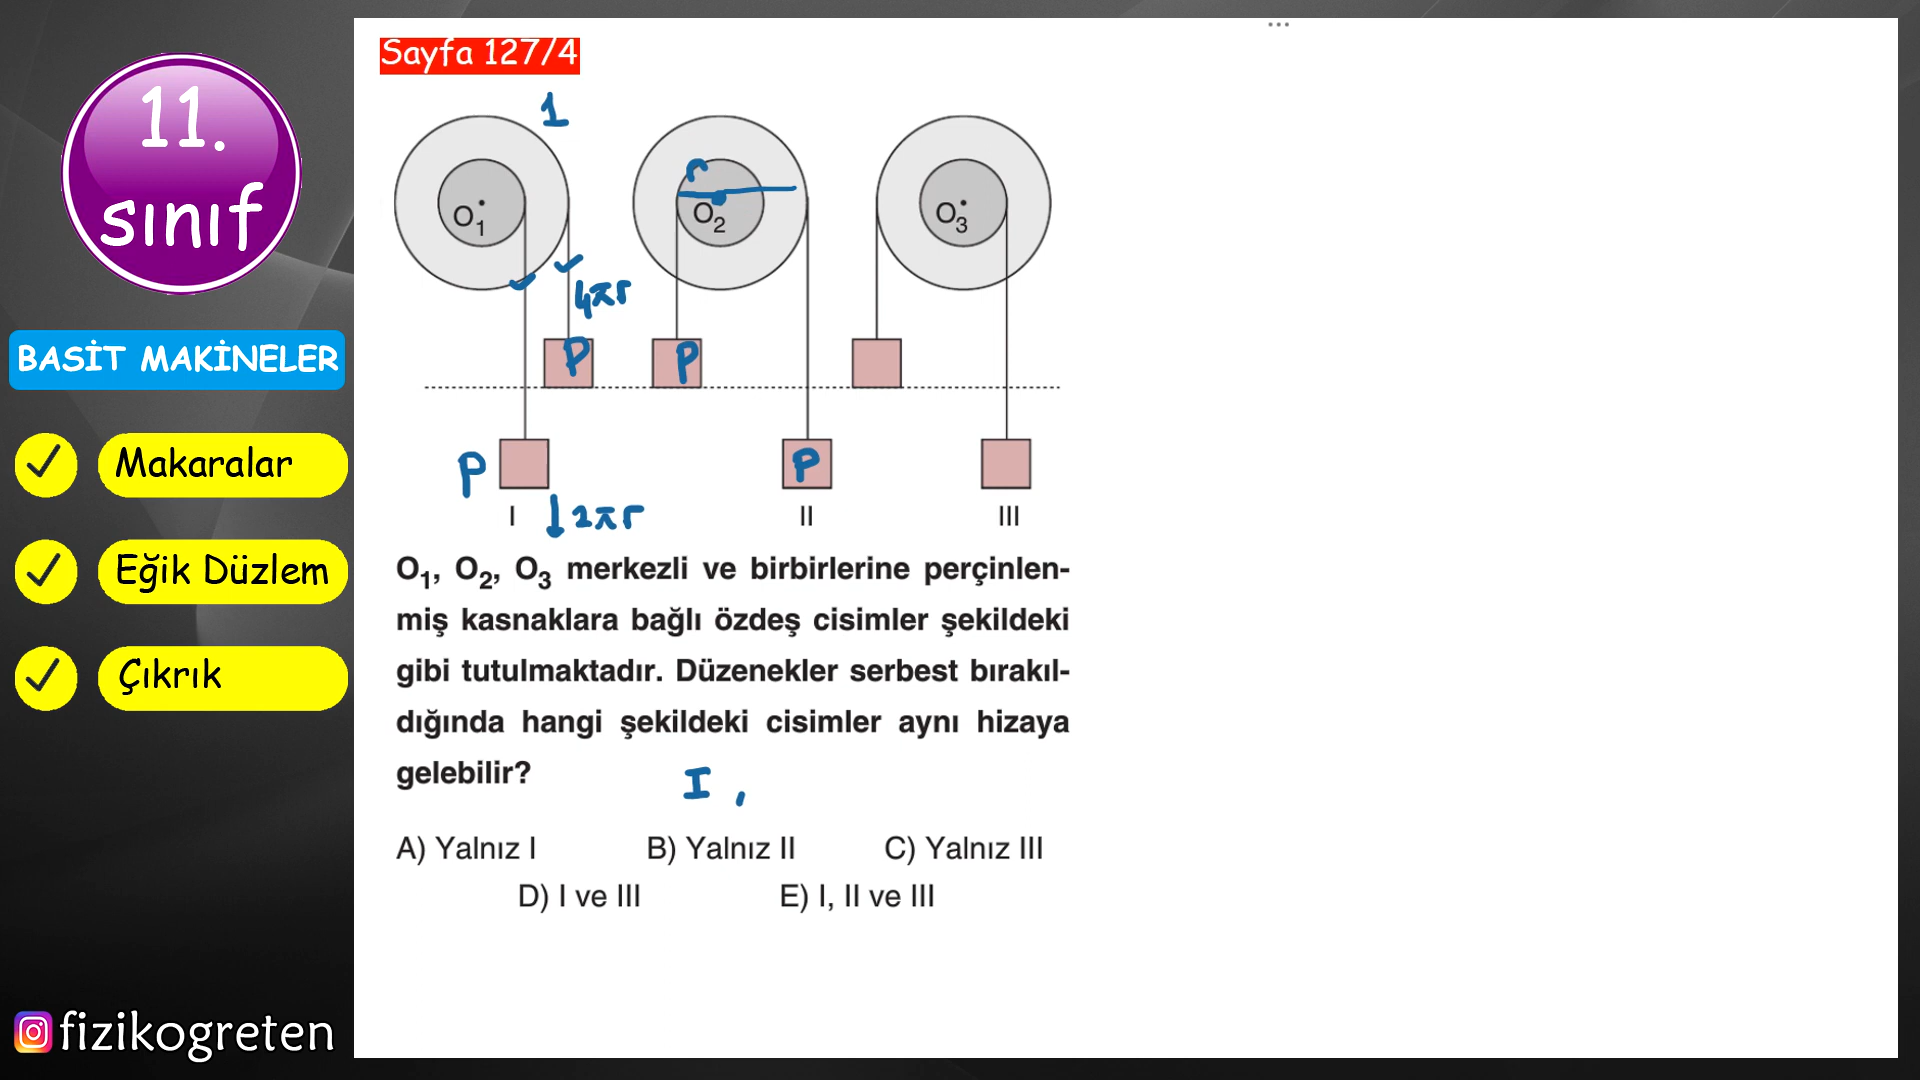 11.
sınıf
BASİT MAKİNELER
Makaralar
Eğik Düzlem
Çıkrık
fizikogreten
Sayfa 127/4
1
r
O1
O2
O3
4πr
P
P
P
P
2πr
I
II
III
O1, O2, O3 merkezli ve birbirlerine perçinlen-
miş kasnaklara bağlı özdeş cisimler şekildeki
gibi tutulmaktadır. Düzenekler serbest bırakıl-
dığında hangi şekildeki cisimler aynı hizaya
gelebilir?
I ,
A) Yalnız I B) Yalnız II C) Yalnız III
D) I ve III E) I, II ve III